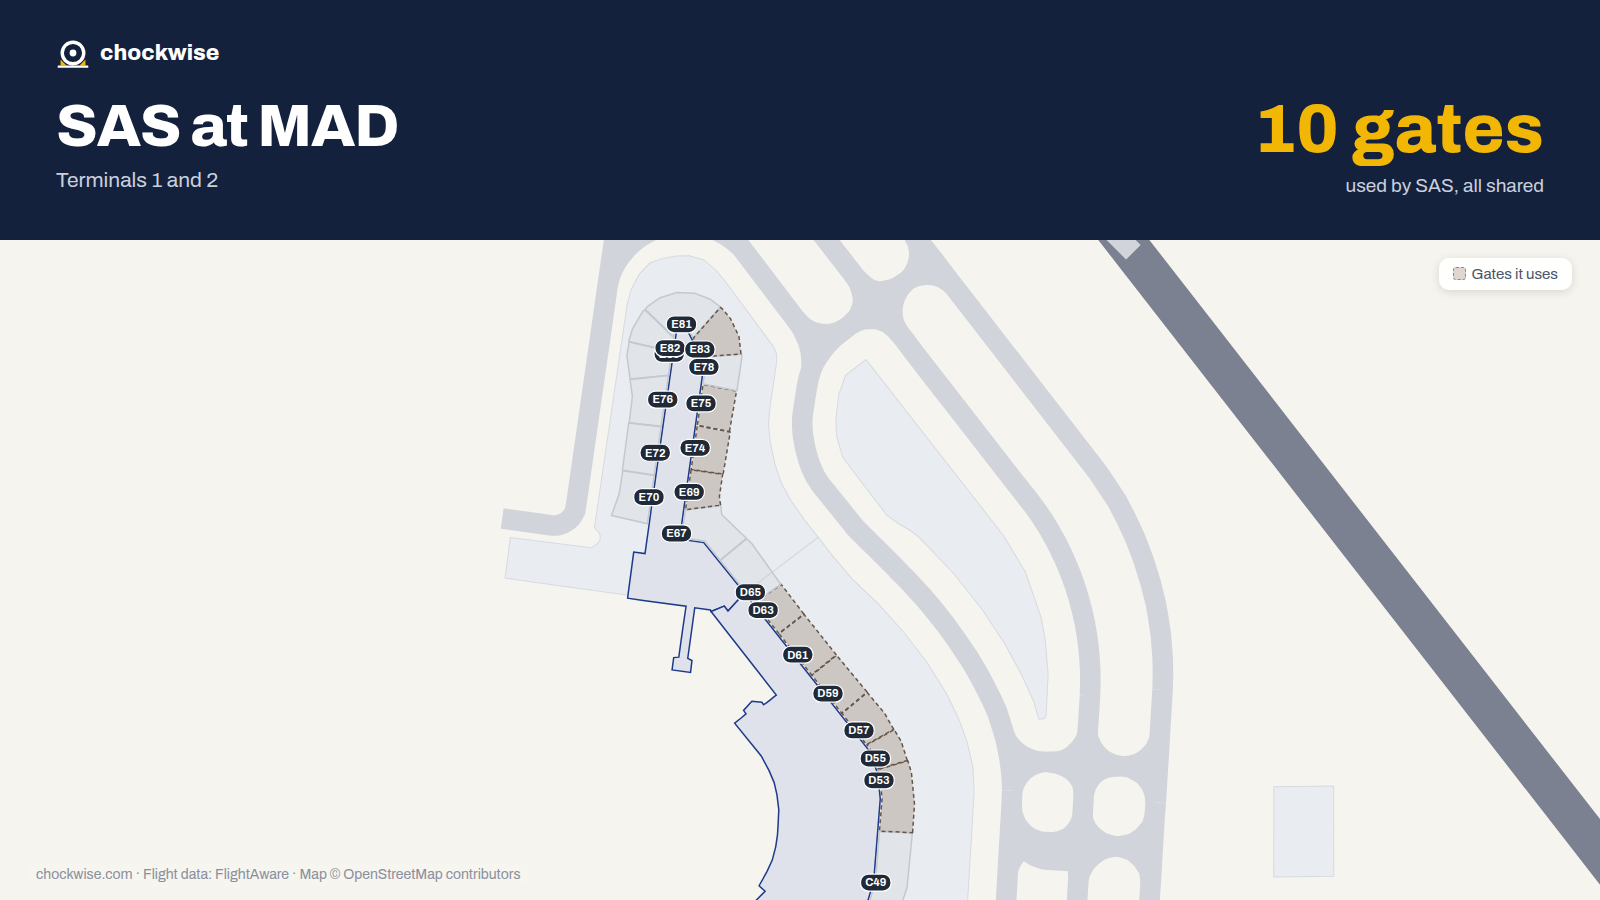 chockwise
SAS at MAD
Terminals 1 and 2
10 gates
used by SAS, all shared
Gates it uses
E81
E82
E83
E78
E76
E75
E74
E72
E70
E69
E67
D65
D63
D61
D59
D57
D55
D53
C49
chockwise.com · Flight data: FlightAware · Map © OpenStreetMap contributors